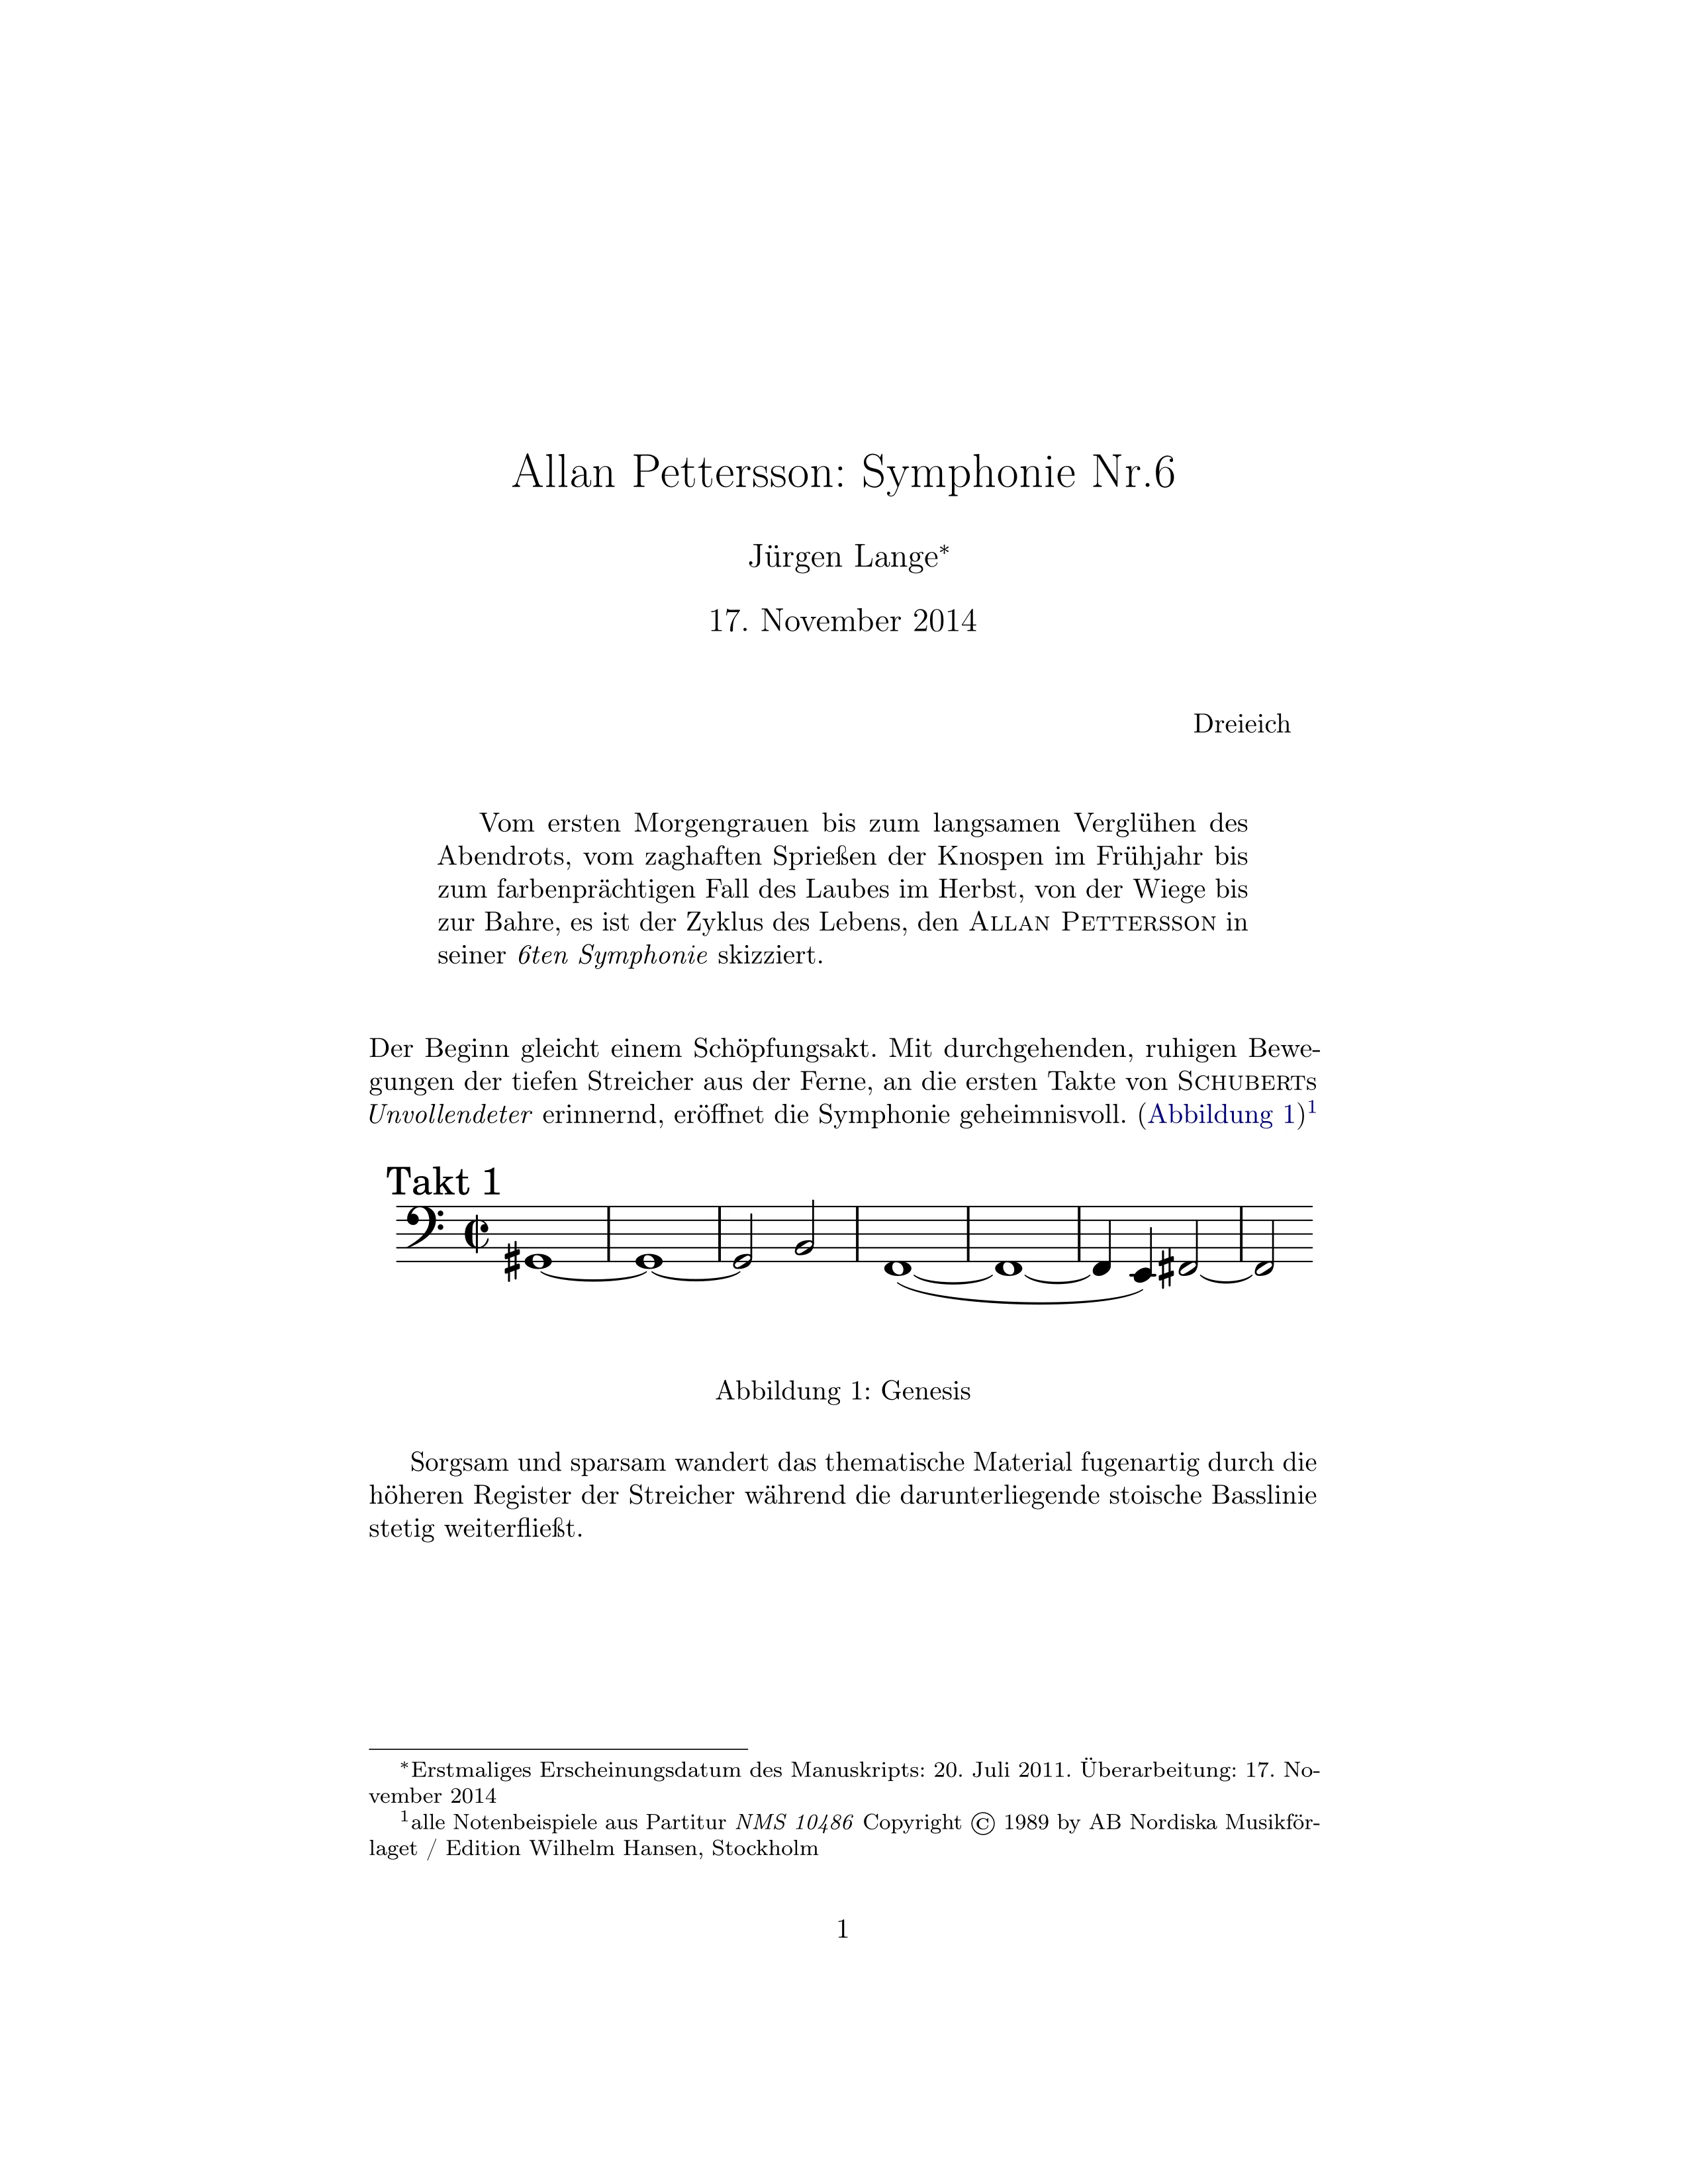 Allan Pettersson: Symphonie Nr.6
Jürgen Lange*
17. November 2014
Dreieich
Vom ersten Morgengrauen bis zum langsamen Verglühen des
Abendrots, vom zaghaften Sprießen der Knospen im Frühjahr bis
zum farbenprächtigen Fall des Laubes im Herbst, von der Wiege bis
zur Bahre, es ist der Zyklus des Lebens, den ALLAN PETTERSSON in
seiner 6ten Symphonie skizziert.
Der Beginn gleicht einem Schöpfungsakt. Mit durchgehenden, ruhigen Bewe-
gungen der tiefen Streicher aus der Ferne, an die ersten Takte von SCHUBERTs
Unvollendeter erinnernd, eröffnet die Symphonie geheimnisvoll. (Abbildung 1)¹
Takt 1
Abbildung 1: Genesis
Sorgsam und sparsam wandert das thematische Material fugenartig durch die
höheren Register der Streicher während die darunterliegende stoische Basslinie
stetig weiterfließt.
*Erstmaliges Erscheinungsdatum des Manuskripts: 20. Juli 2011. Überarbeitung: 17. No-
vember 2014
¹alle Notenbeispiele aus Partitur NMS 10486 Copyright © 1989 by AB Nordiska Musikför-
laget / Edition Wilhelm Hansen, Stockholm
1